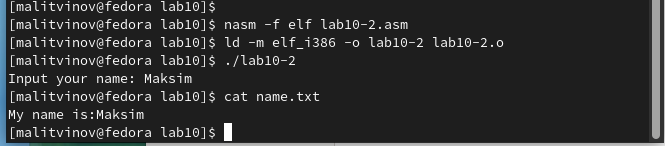 [malitvinov@fedora lab10]$
[malitvinov@fedora lab10]$ nasm -f elf lab10-2.asm
[malitvinov@fedora lab10]$ ld -m elf_i386 -o lab10-2 lab10-2.o
[malitvinov@fedora lab10]$ ./lab10-2
Input your name: Maksim
[malitvinov@fedora lab10]$ cat name.txt
My name is:Maksim
[malitvinov@fedora lab10]$